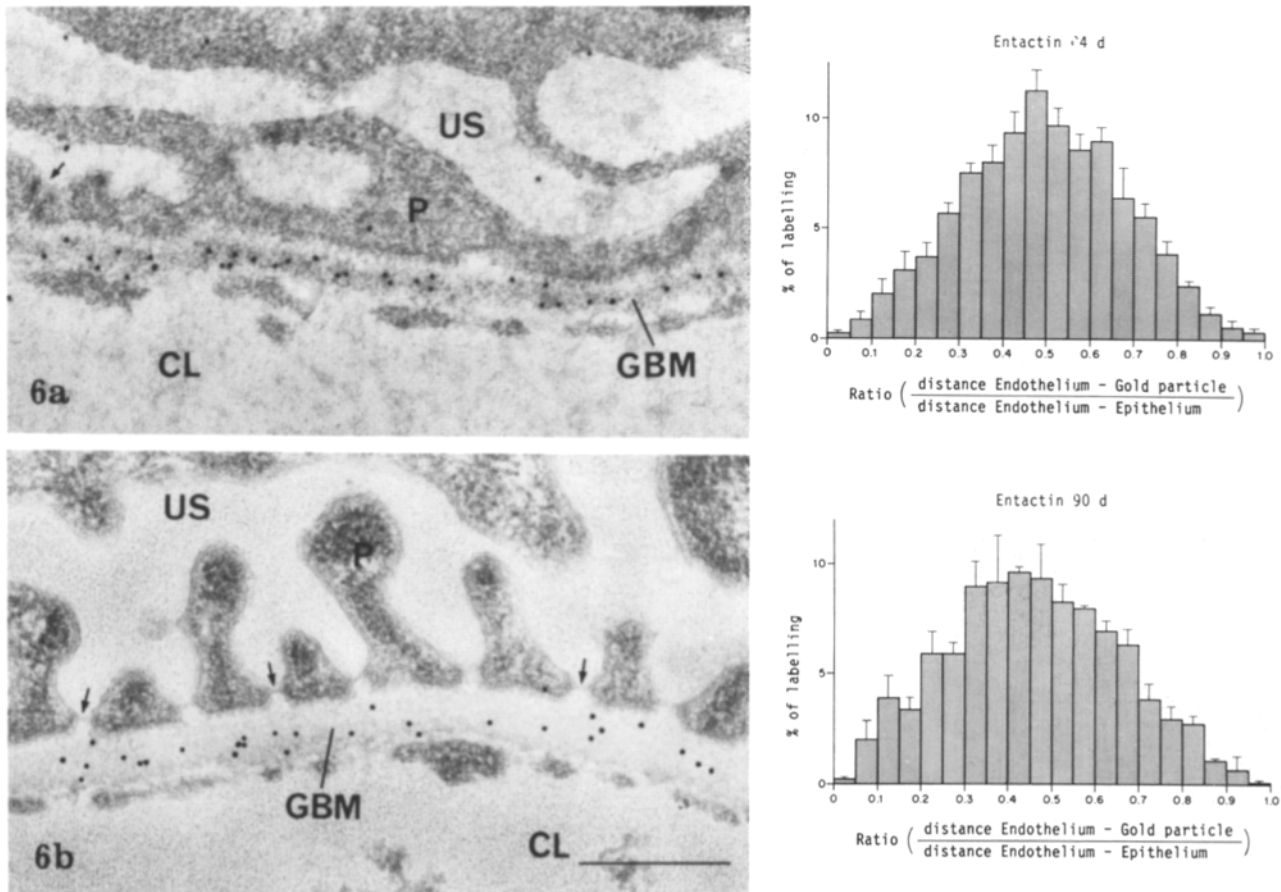 US
P
GBM
CL
6a
Entactin 4 d
% of labelling
10
5
0
0 0.1 0.2 0.3 0.4 0.5 0.6 0.7 0.8 0.9 1.0
Ratio ( distance Endothelium - Gold particle
distance Endothelium - Epithelium )
US
P
GBM
CL
6b
Entactin 90 d
% of labelling
10
5
0
0 0.1 0.2 0.3 0.4 0.5 0.6 0.7 0.8 0.9 1.0
Ratio ( distance Endothelium - Gold particle
distance Endothelium - Epithelium )